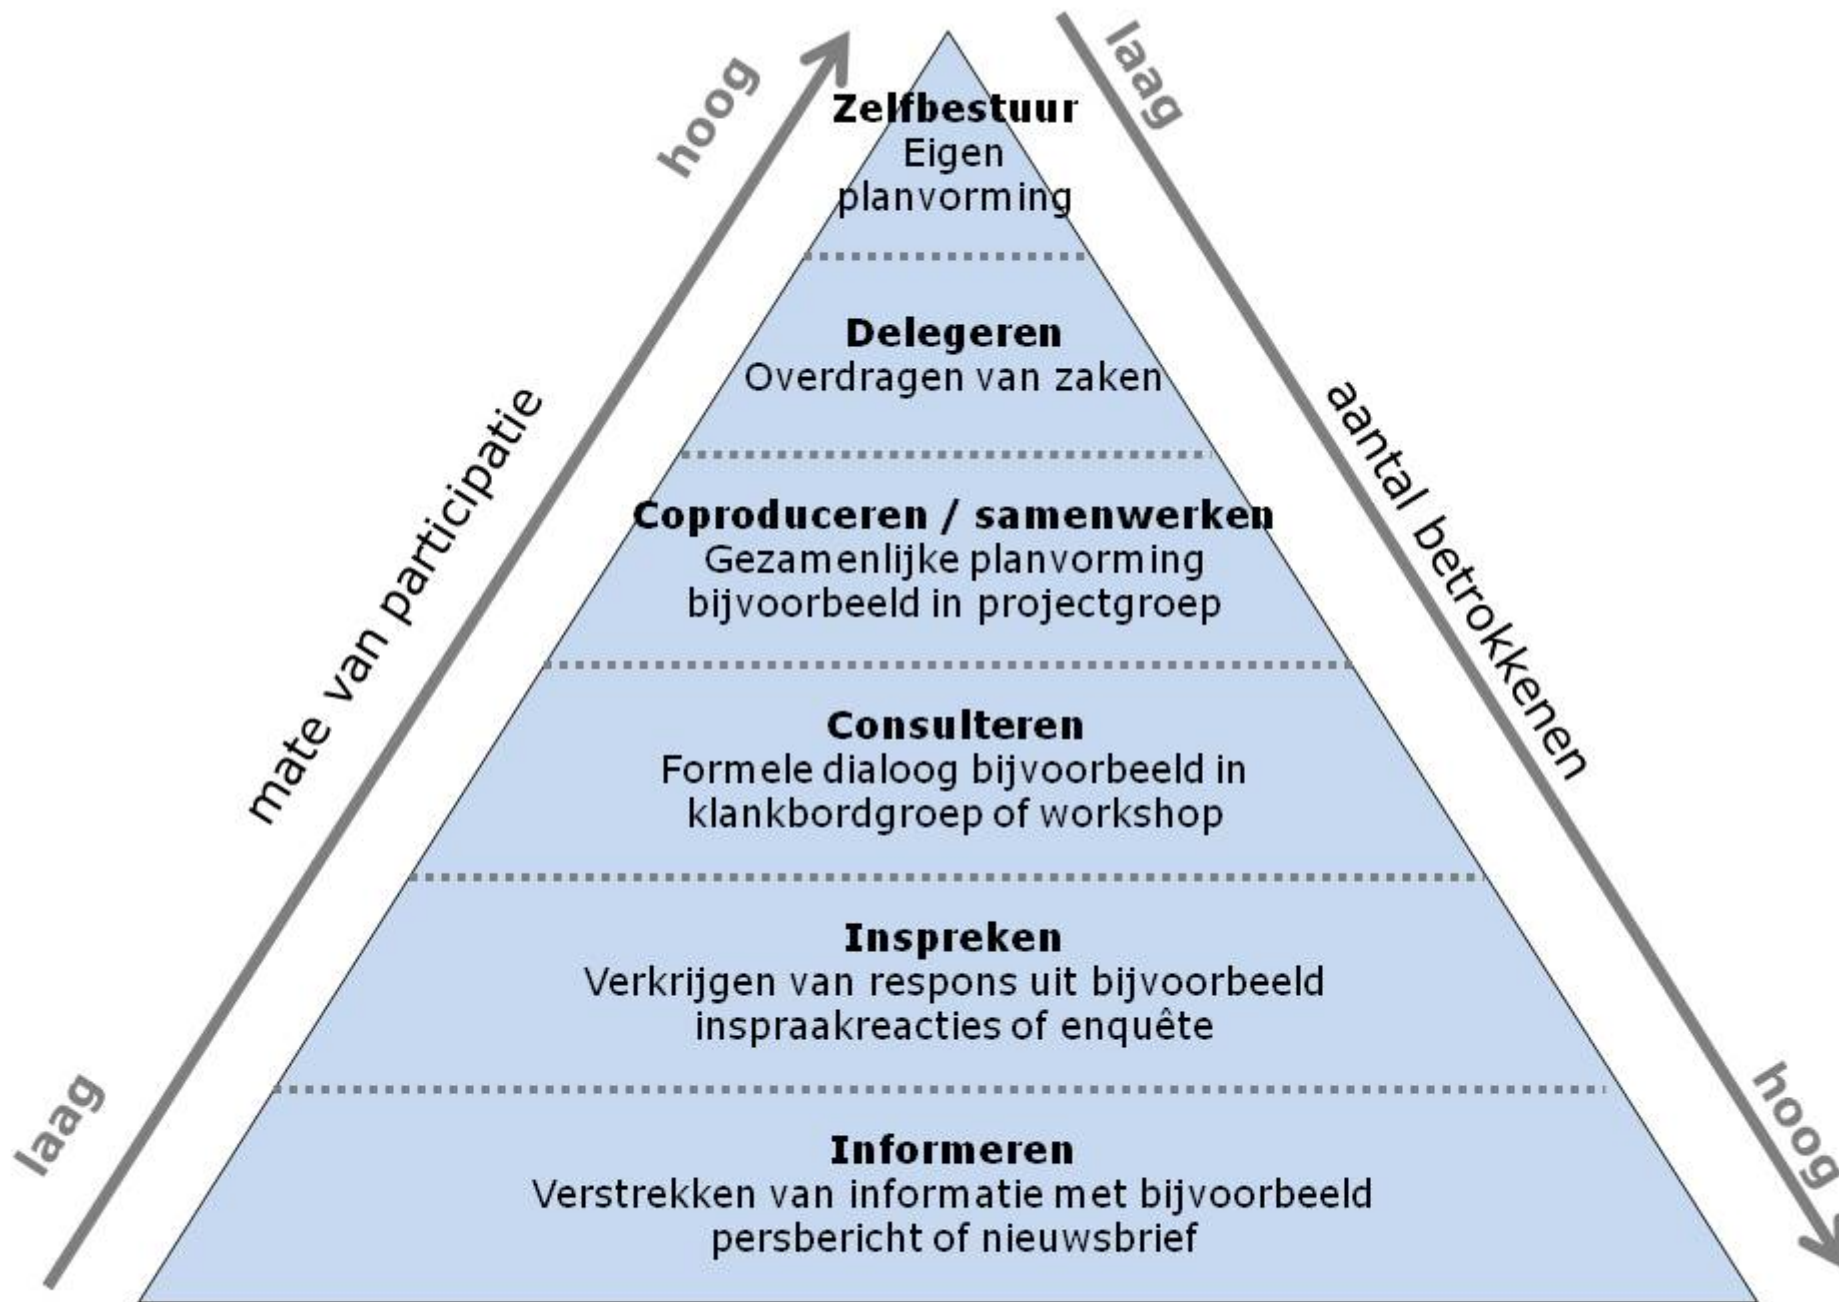 hoog
laag
Zelfbestuur
Eigen
planvorming
Delegeren
Overdragen van zaken
mate van participatie
aantal betrokkenen
Coproduceren / samenwerken
Gezamenlijke planvorming
bijvoorbeeld in projectgroep
Consulteren
Formele dialoog bijvoorbeeld in
klankbordgroep of workshop
Inspreken
Verkrijgen van respons uit bijvoorbeeld
inspraakreacties of enquête
laag
hoog
Informeren
Verstrekken van informatie met bijvoorbeeld
persbericht of nieuwsbrief